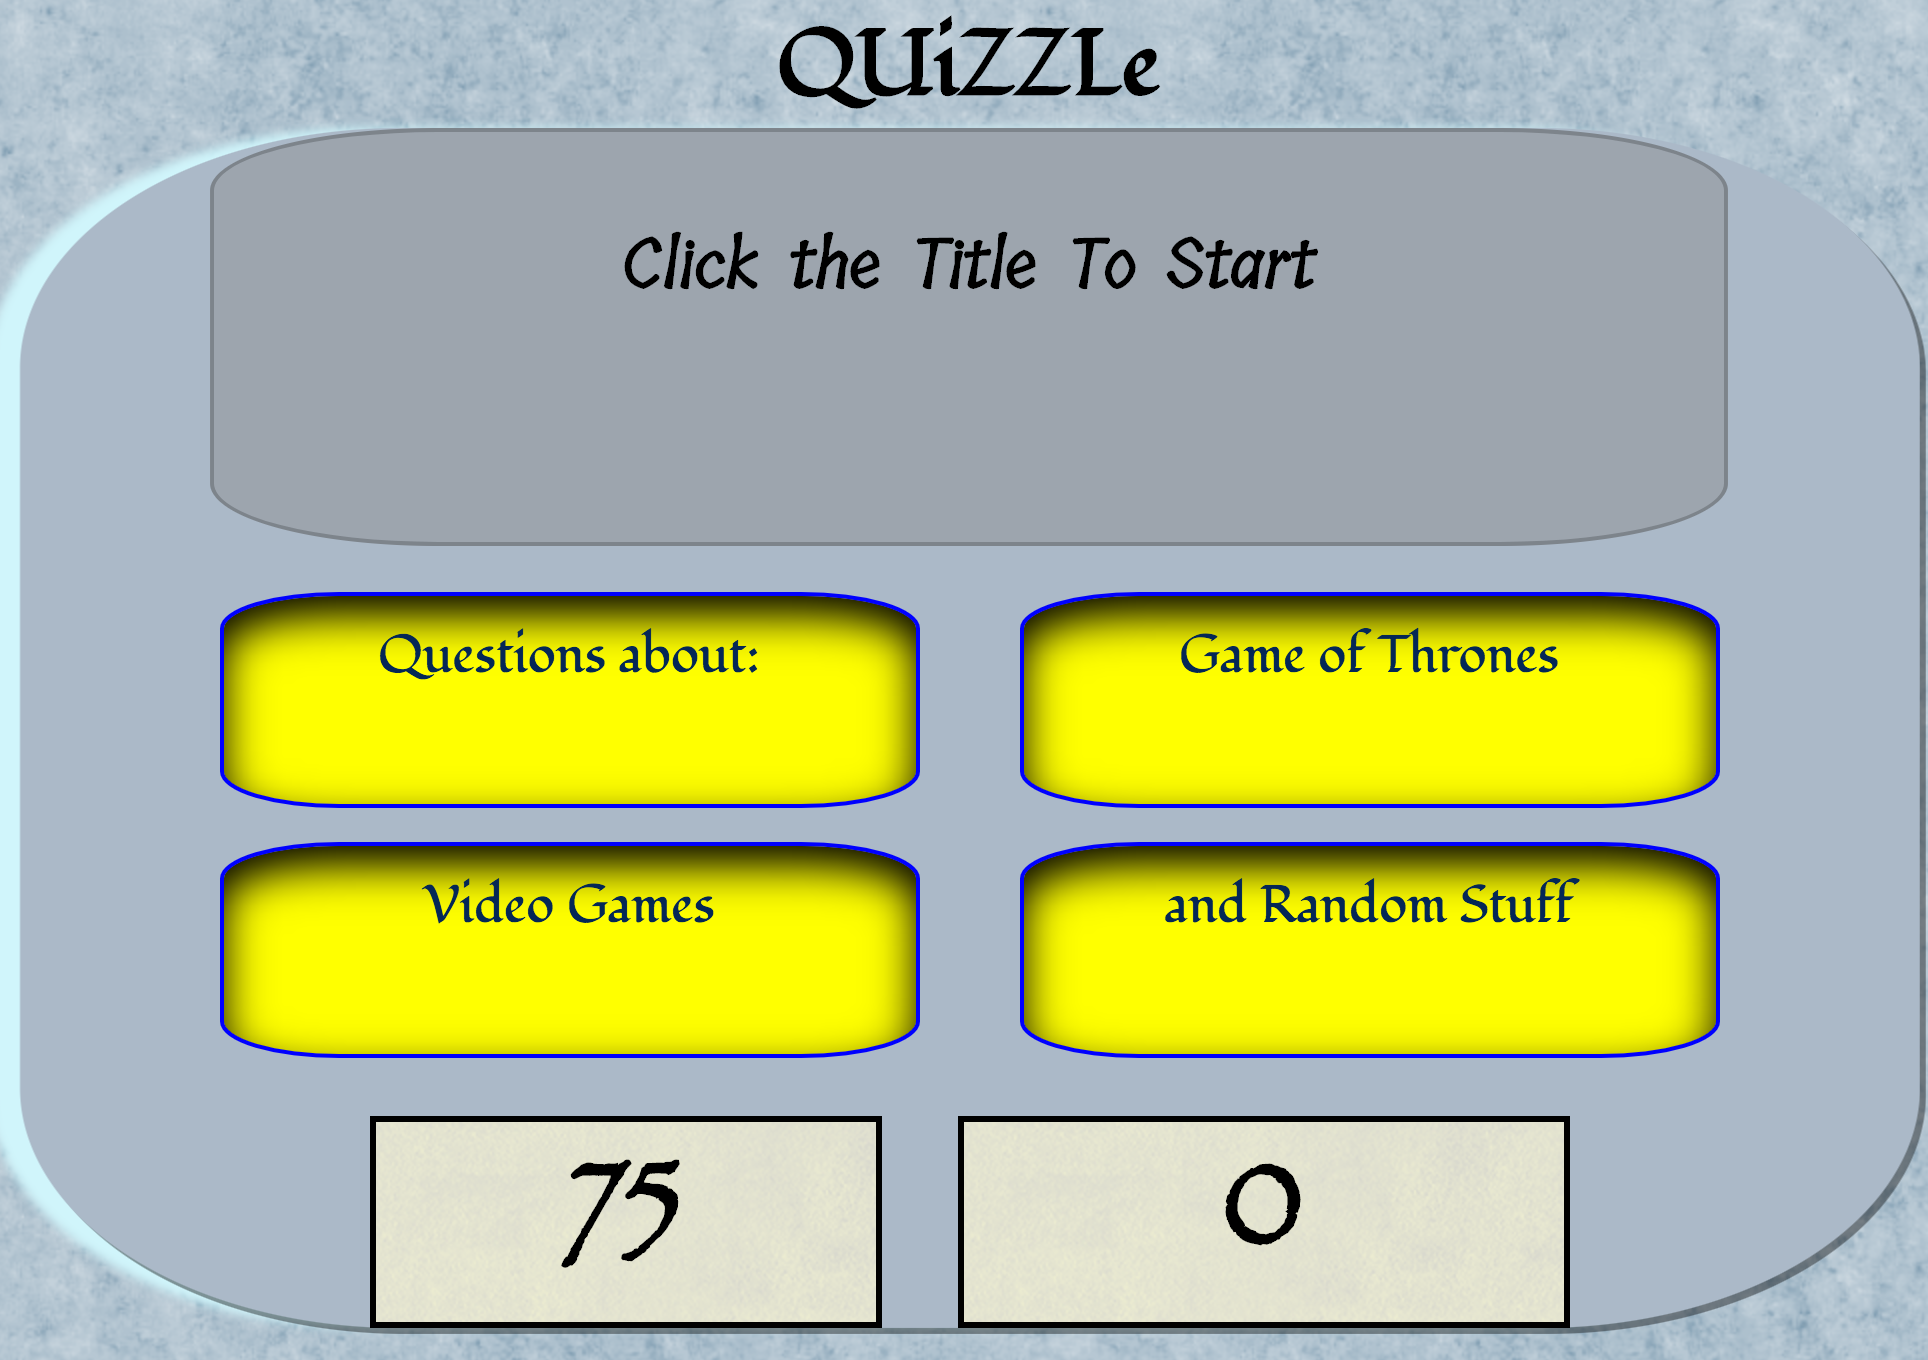 QUiZZLe
Click the Title To Start
Questions about:
Game of Thrones
Video Games
and Random Stuff
75
0